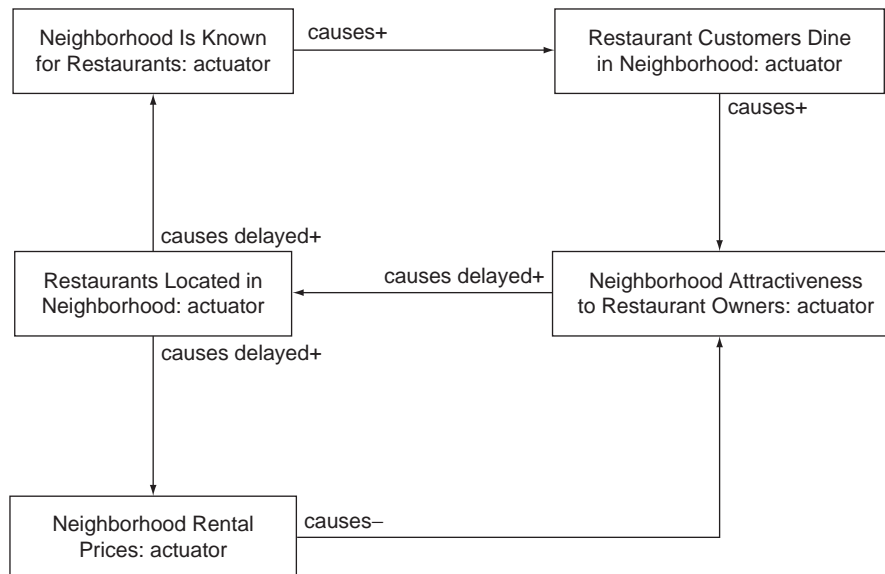 Neighborhood Is Known
for Restaurants: actuator
causes+
Restaurant Customers Dine
in Neighborhood: actuator
causes+
causes delayed+
Restaurants Located in
Neighborhood: actuator
causes delayed+
Neighborhood Attractiveness
to Restaurant Owners: actuator
causes delayed+
Neighborhood Rental
Prices: actuator
causes–